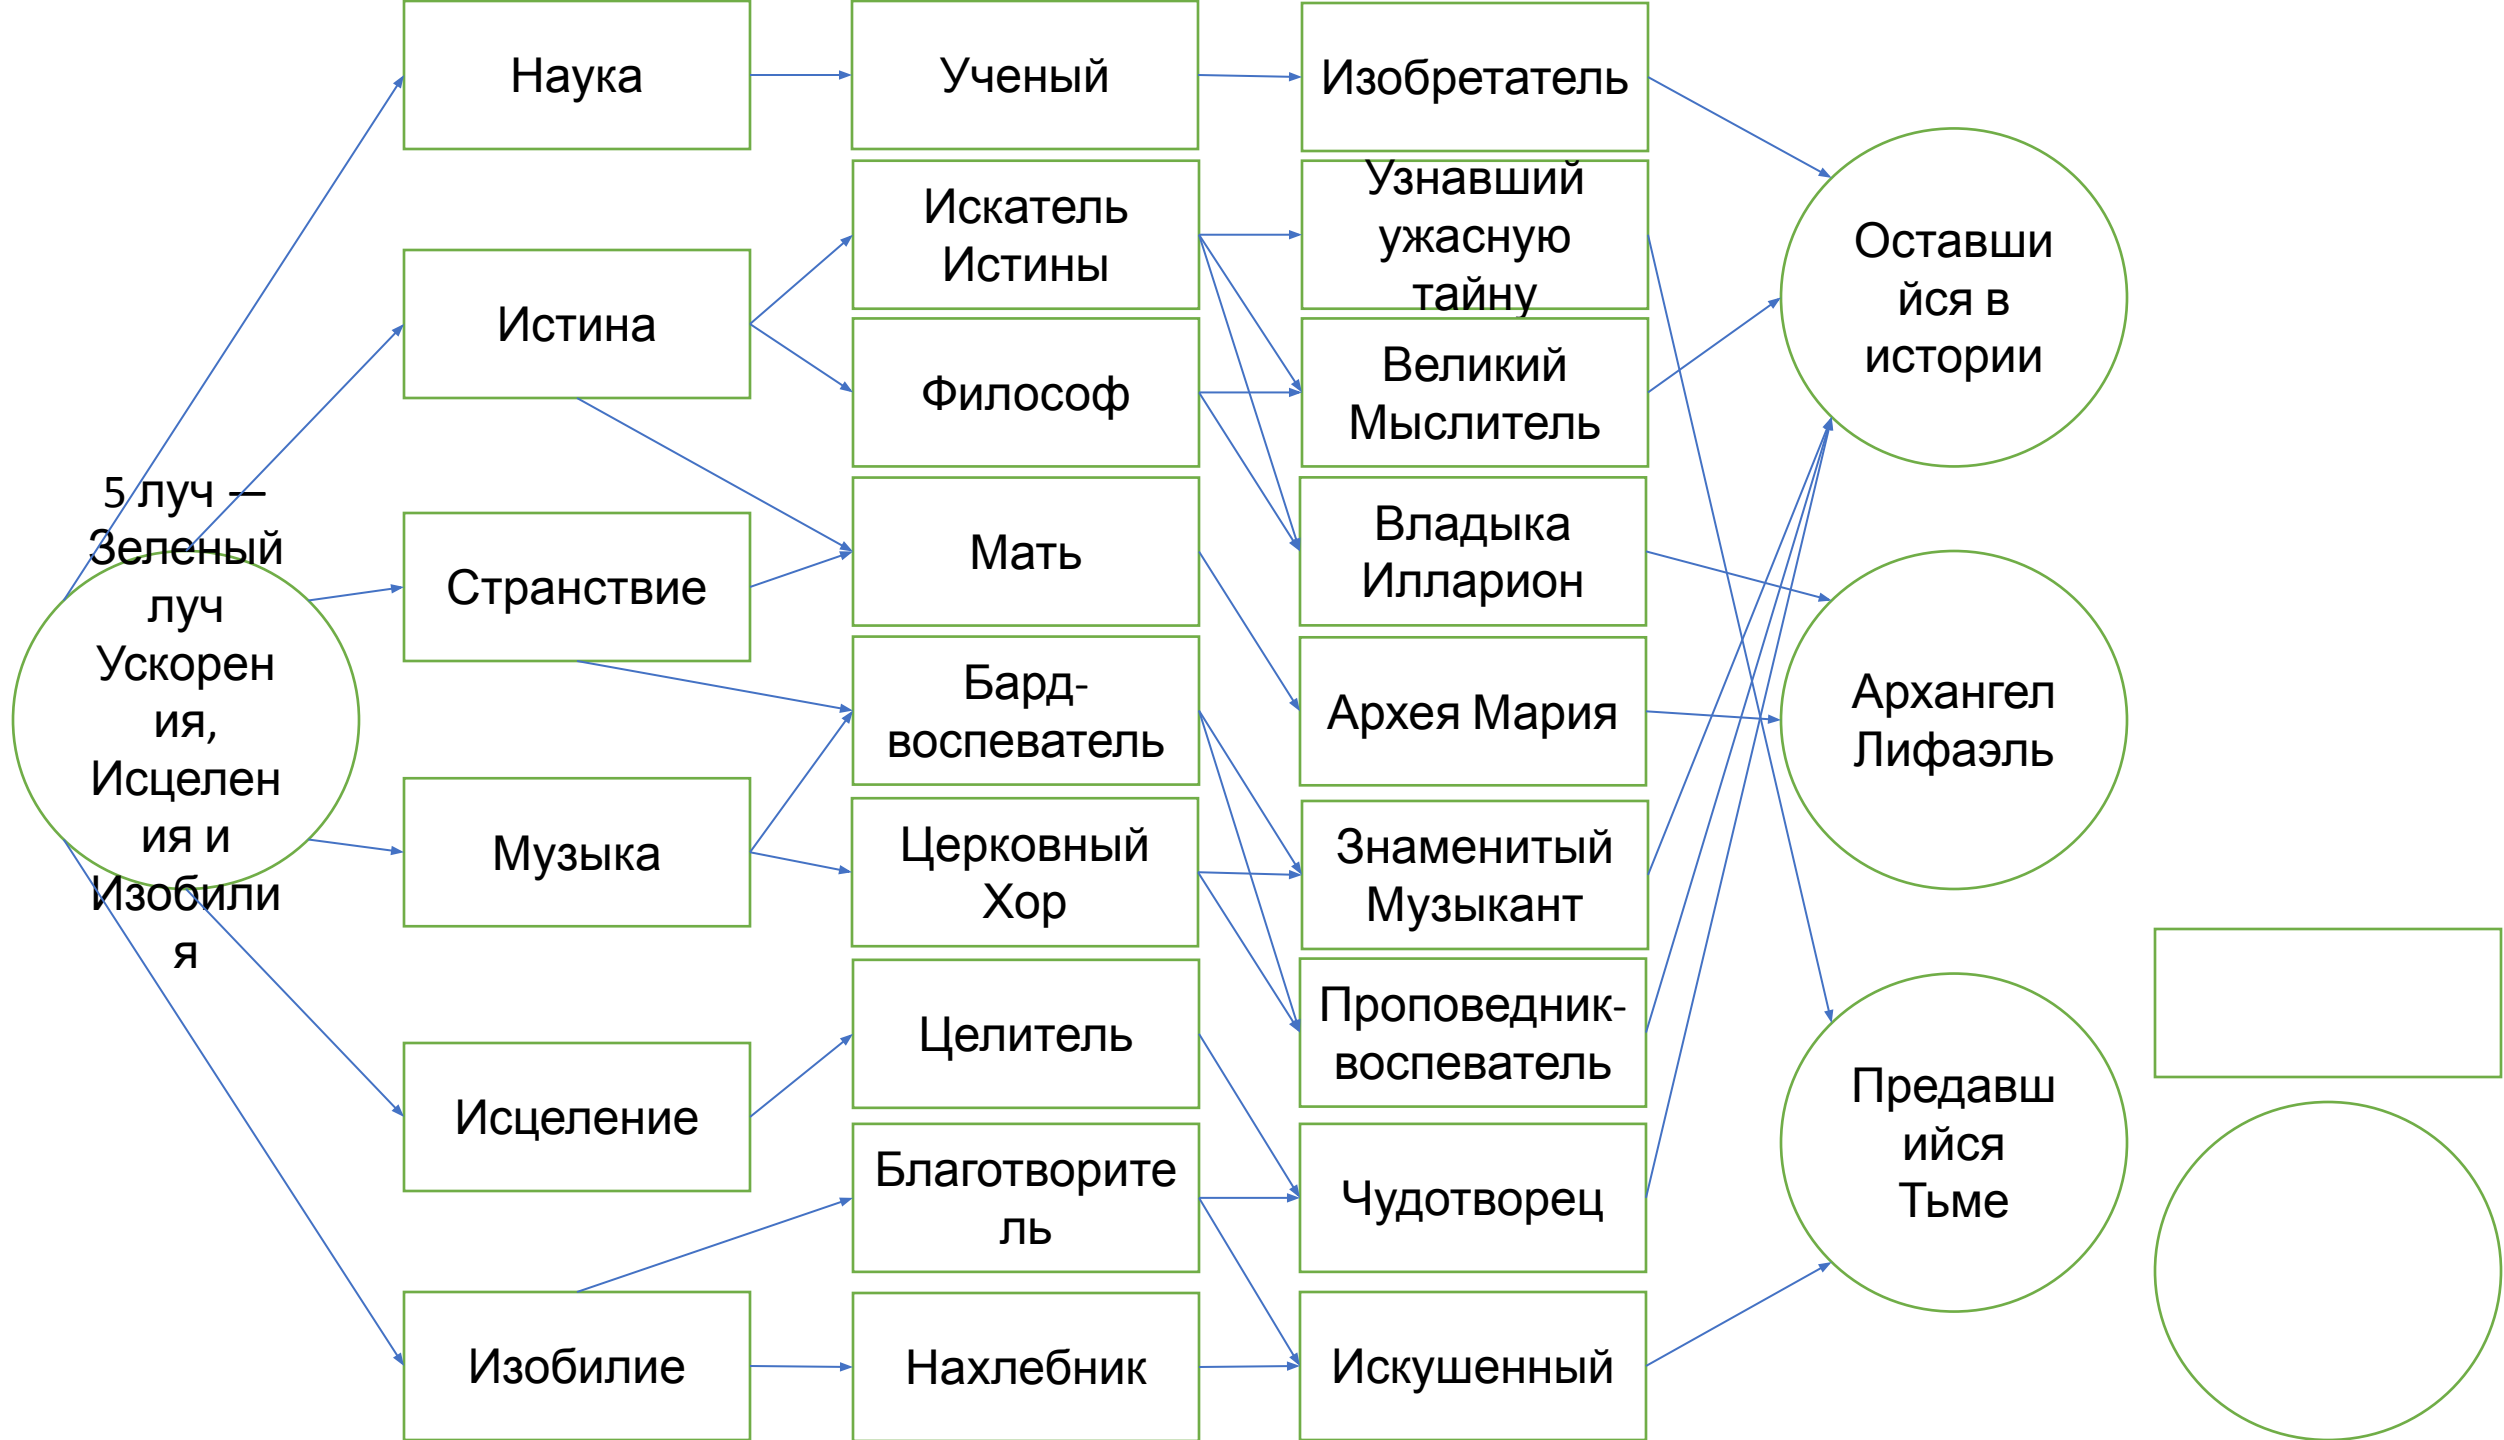 5 луч —
Зеленый
луч
Ускорен
ия,
Исцелен
ия и
Изобили
я
Наука
Истина
Странствие
Музыка
Исцеление
Изобилие
Ученый
Искатель
Истины
Философ
Мать
Бард-
воспеватель
Церковный
Хор
Целитель
Благотворите
ль
Нахлебник
Изобретатель
Узнавший
ужасную
тайну
Великий
Мыслитель
Владыка
Илларион
Архея Мария
Знаменитый
Музыкант
Проповедник-
воспеватель
Чудотворец
Искушенный
Оставши
йся в
истории
Архангел
Лифаэль
Предавш
ийся
Тьме